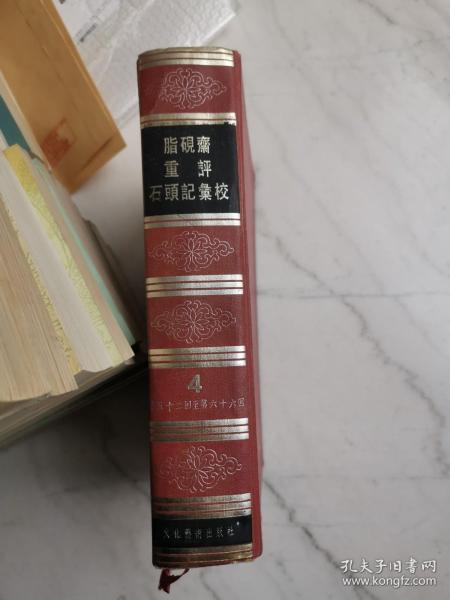 脂硯齋
重評
石頭記彙校
4
五十二回至第六十六回
文化藝術出版社
孔夫子旧书网
www.kongfz.com